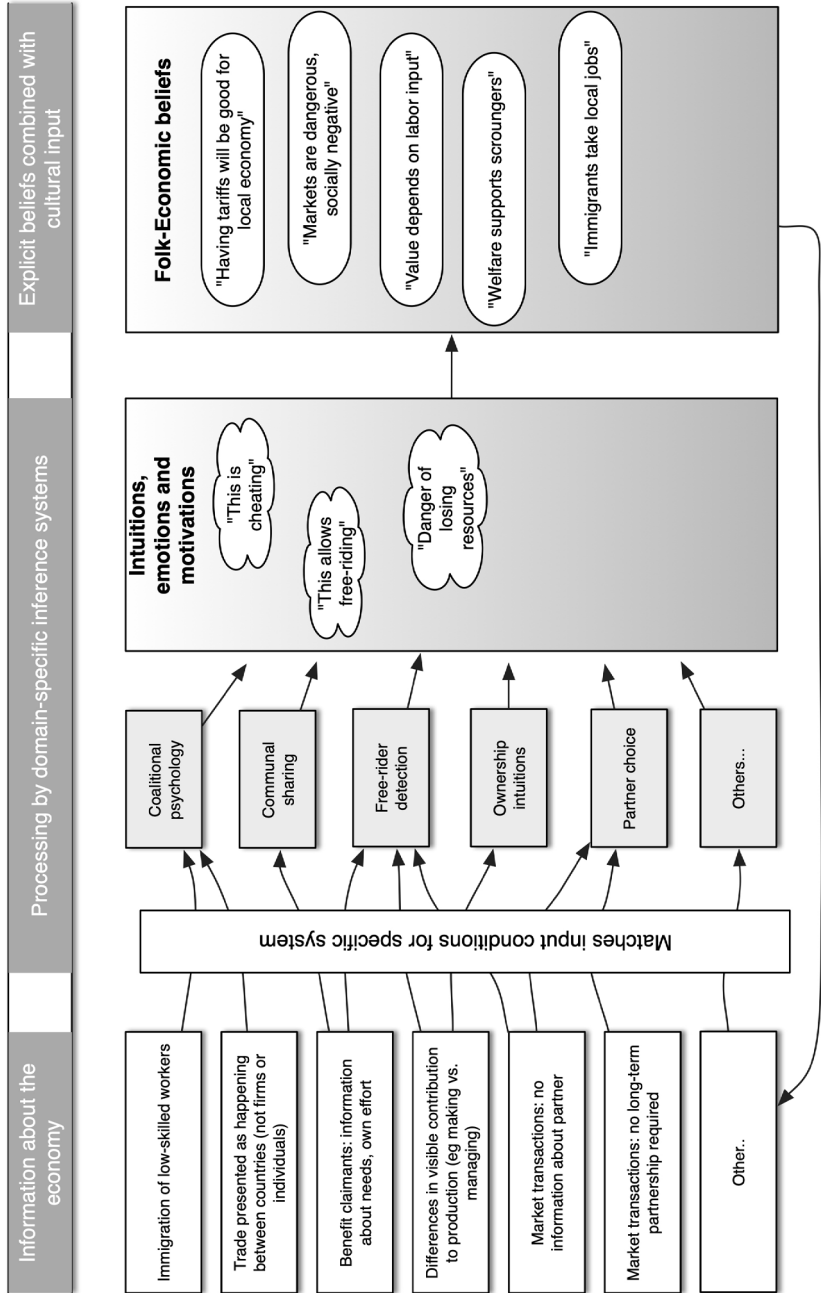 Information about the
economy
Processing by domain-specific inference systems
Explicit beliefs combined with
cultural input
Immigration of low-skilled workers
Trade presented as happening
between countries (not firms or
individuals)
Benefit claimants: information
about needs, own effort
Differences in visible contribution
to production (eg making vs.
managing)
Market transactions: no
information about partner
Market transactions: no long-term
partnership required
Other..
Matches input conditions for specific system
Coalitional
psychology
Communal
sharing
Free-rider
detection
Ownership
intuitions
Partner choice
Others...
Intuitions,
emotions and
motivations
"This is
cheating"
"This allows
free-riding"
"Danger of
losing
resources"
Folk-Economic beliefs
"Having tariffs will be good for
local economy"
"Markets are dangerous,
socially negative"
"Value depends on labor input"
"Welfare supports scroungers"
"Immigrants take local jobs"